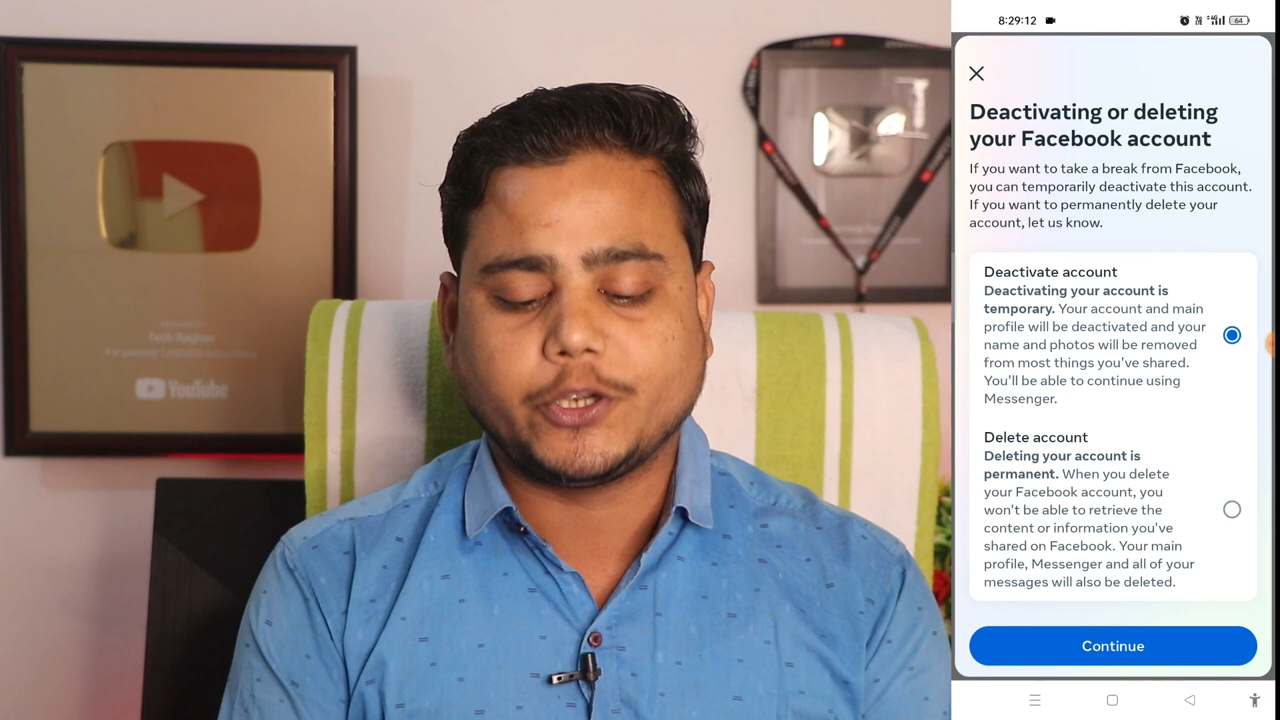 Tech Raghav
YouTube
8:29:12
64
Deactivating or deleting
your Facebook account
If you want to take a break from Facebook,
you can temporarily deactivate this account.
If you want to permanently delete your
account, let us know.
Deactivate account
Deactivating your account is
temporary. Your account and main
profile will be deactivated and your
name and photos will be removed
from most things you've shared.
You'll be able to continue using
Messenger.
Delete account
Deleting your account is
permanent. When you delete
your Facebook account, you
won't be able to retrieve the
content or information you've
shared on Facebook. Your main
profile, Messenger and all of your
messages will also be deleted.
Continue